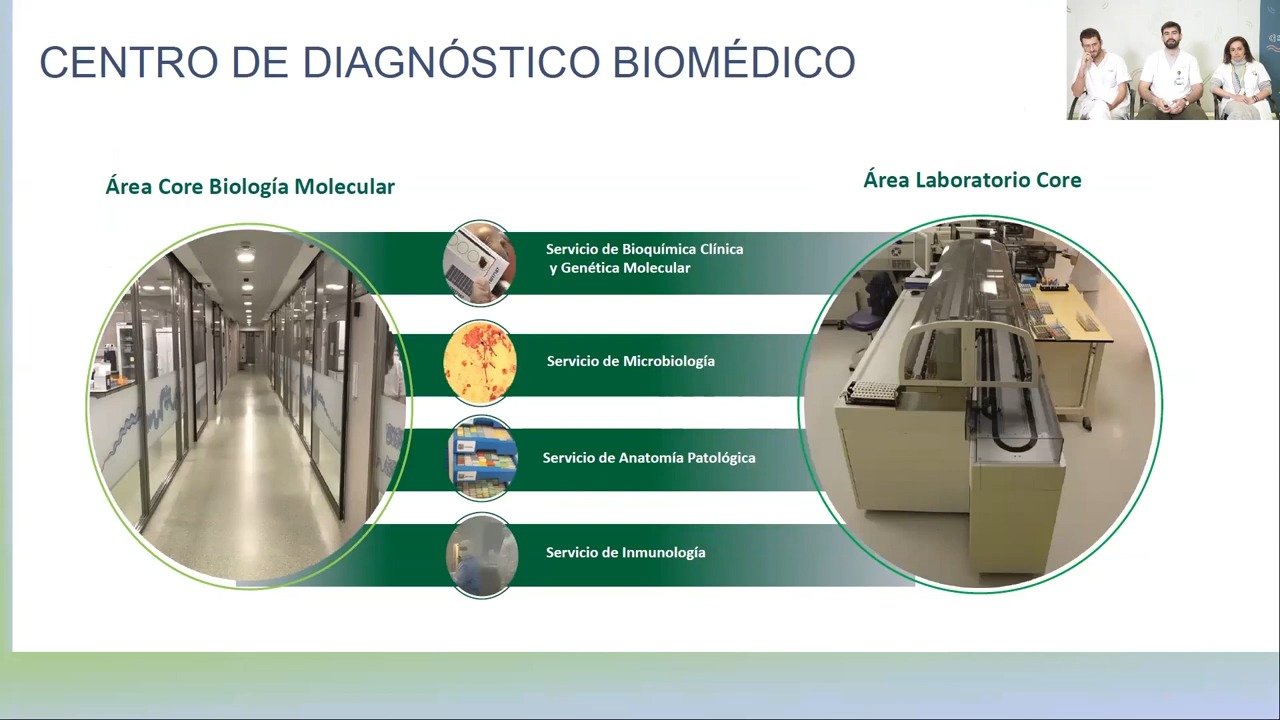 CENTRO DE DIAGNÓSTICO BIOMÉDICO
Área Core Biología Molecular
Área Laboratorio Core
Servicio de Bioquímica Clínica
y Genética Molecular
Servicio de Microbiología
Servicio de Anatomía Patológica
Servicio de Inmunología